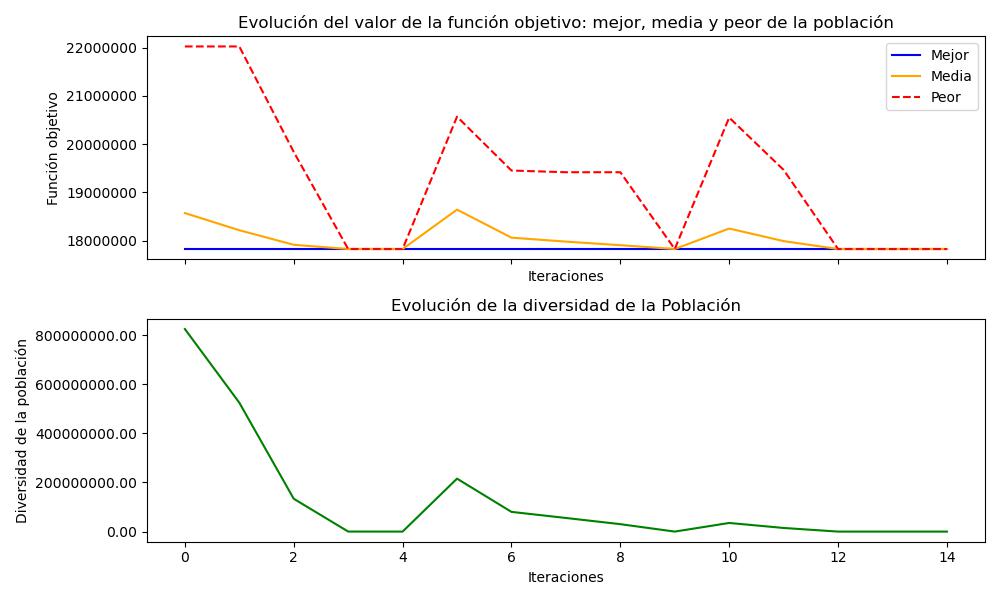 Evolución del valor de la función objetivo: mejor, media y peor de la población
22000000
21000000
20000000
19000000
18000000
Función objetivo
Mejor
Media
Peor
Iteraciones
Evolución de la diversidad de la Población
800000000.00
600000000.00
400000000.00
200000000.00
0.00
Diversidad de la población
0 2 4 6 8 10 12 14
Iteraciones